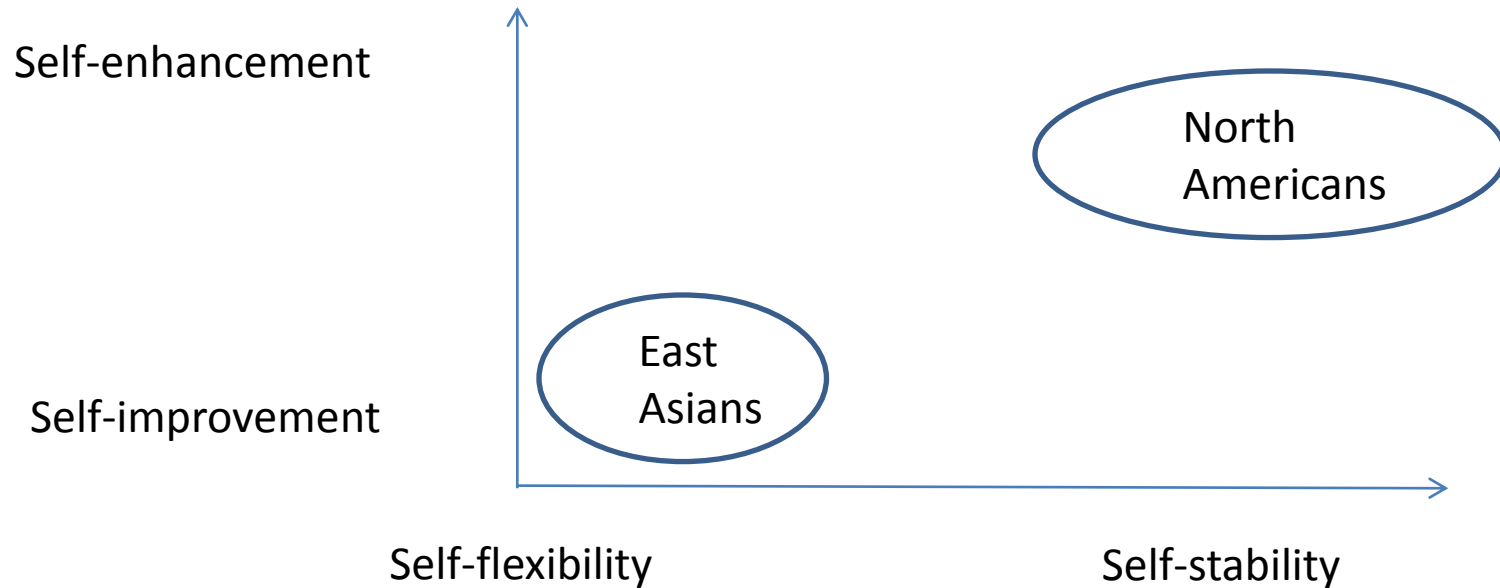 Self-enhancement
North
Americans
East
Asians
Self-improvement
Self-flexibility
Self-stability